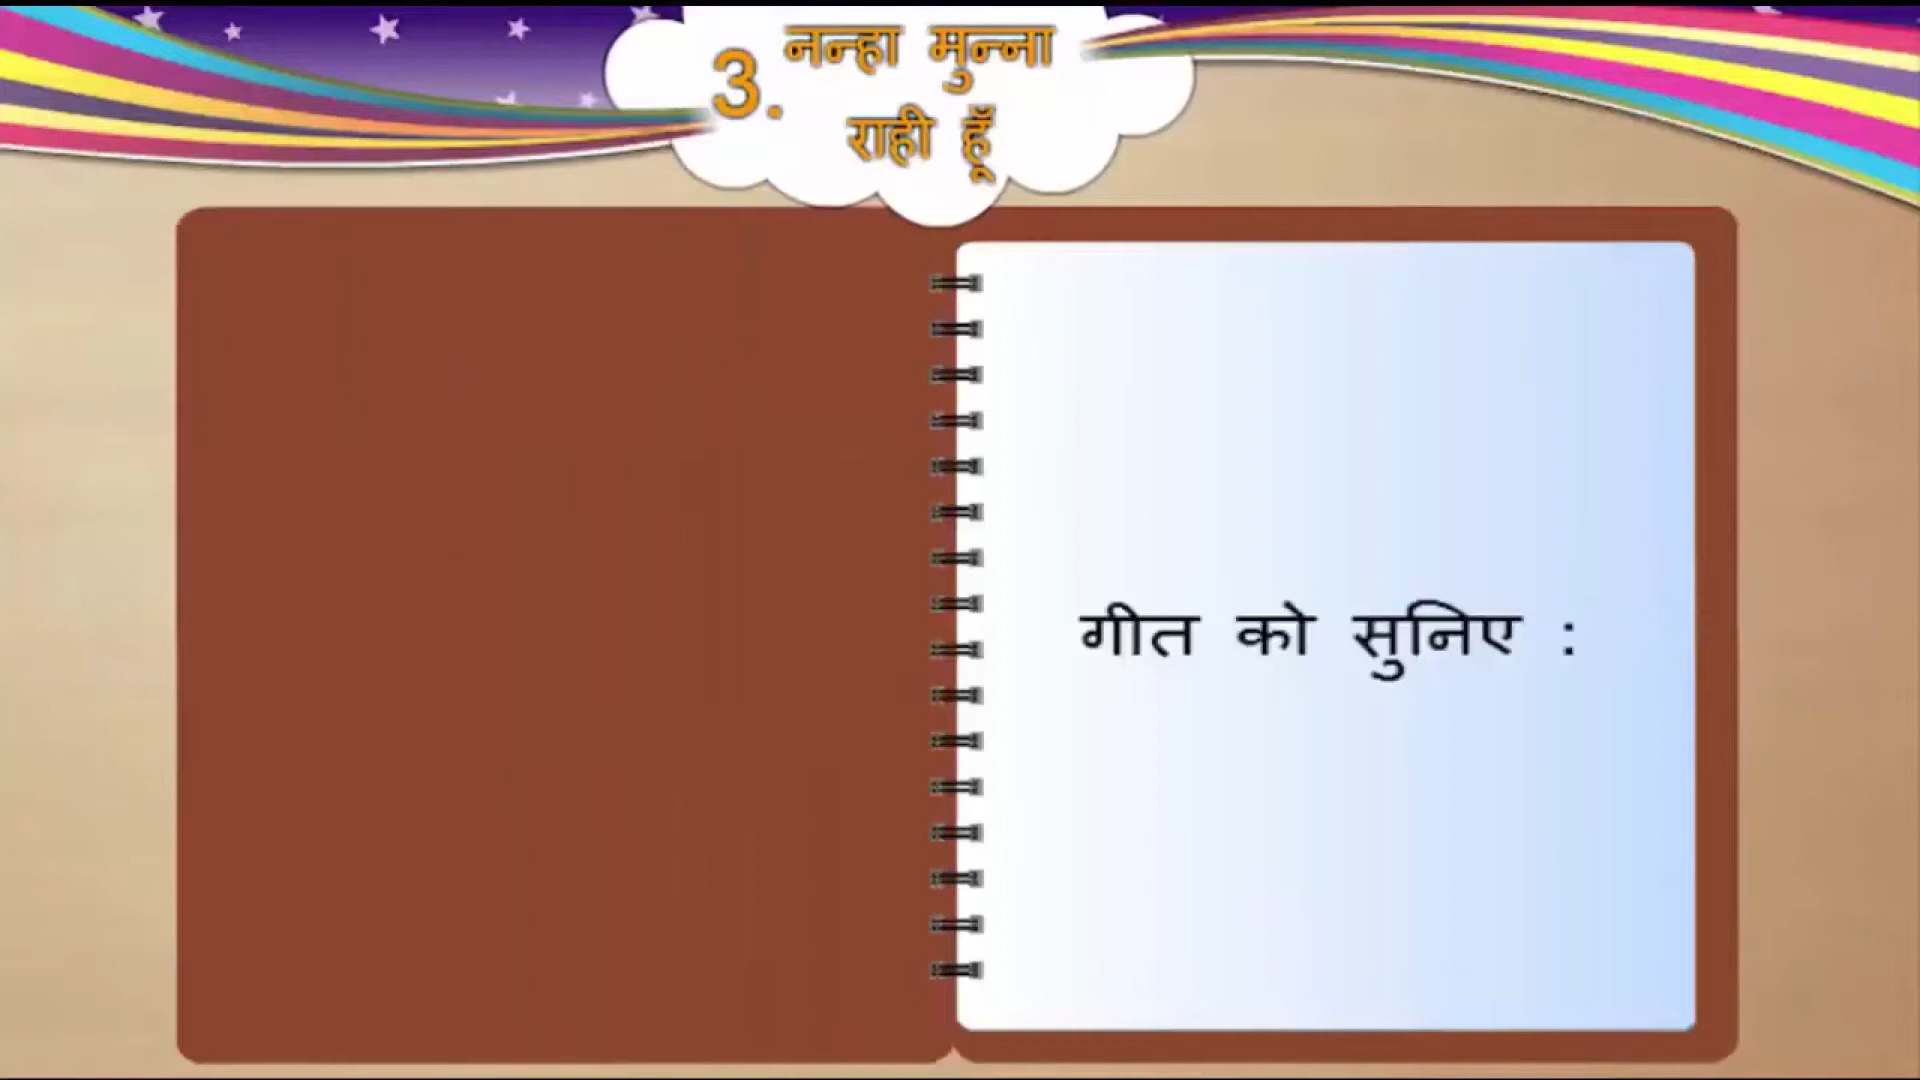 3. नन्हा मुन्ना
राही हूँ
गीत को सुनिए :